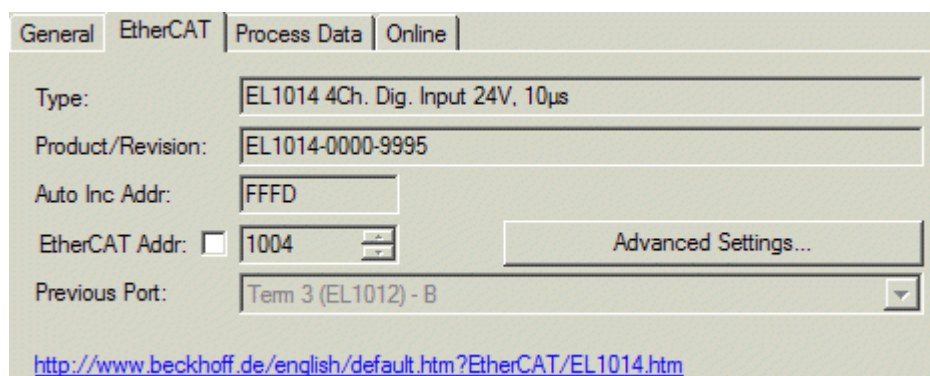 General EtherCAT Process Data Online
Type: EL1014 4Ch. Dig. Input 24V, 10µs
Product/Revision: EL1014-0000-9995
Auto Inc Addr: FFFD
EtherCAT Addr: 1004 Advanced Settings...
Previous Port: Term 3 (EL1012) - B
http://www.beckhoff.de/english/default.htm?EtherCAT/EL1014.htm